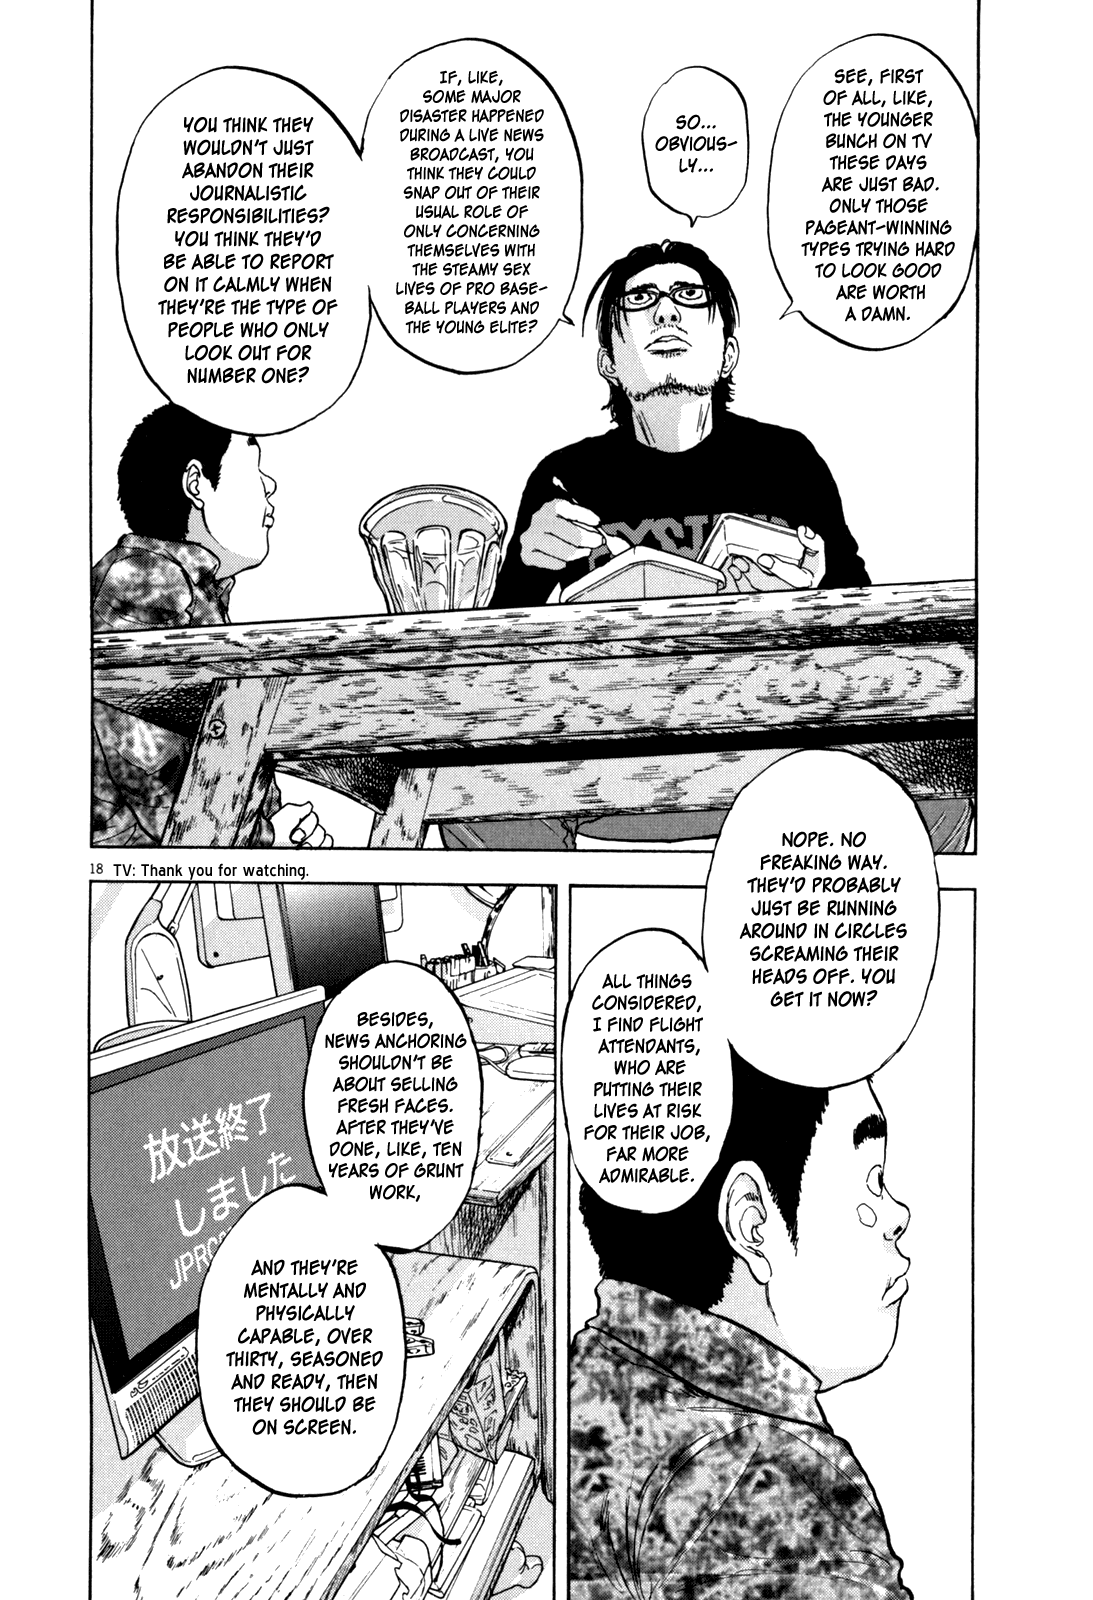 SEE, FIRST
OF ALL, LIKE,
THE YOUNGER
BUNCH ON TV
THESE DAYS
ARE JUST BAD.
ONLY THOSE
PAGEANT-WINNING
TYPES TRYING HARD
TO LOOK GOOD
ARE WORTH
A DAMN.
SO...
OBVIOUS-
LY...
IF, LIKE,
SOME MAJOR
DISASTER HAPPENED
DURING A LIVE NEWS
BROADCAST, YOU
THINK THEY COULD
SNAP OUT OF THEIR
USUAL ROLE OF
ONLY CONCERNING
THEMSELVES WITH
THE STEAMY SEX
LIVES OF PRO BASE-
BALL PLAYERS AND
THE YOUNG ELITE?
YOU THINK THEY
WOULDN'T JUST
ABANDON THEIR
JOURNALISTIC
RESPONSIBILITIES?
YOU THINK THEY'D
BE ABLE TO REPORT
ON IT CALMLY WHEN
THEY'RE THE TYPE OF
PEOPLE WHO ONLY
LOOK OUT FOR
NUMBER ONE?
NOPE. NO
FREAKING WAY.
THEY'D PROBABLY
JUST BE RUNNING
AROUND IN CIRCLES
SCREAMING THEIR
HEADS OFF. YOU
GET IT NOW?
ALL THINGS
CONSIDERED,
I FIND FLIGHT
ATTENDANTS,
WHO ARE
PUTTING THEIR
LIVES AT RISK
FOR THEIR JOB,
FAR MORE
ADMIRABLE.
18 TV: Thank you for watching.
BESIDES,
NEWS ANCHORING
SHOULDN'T BE
ABOUT SELLING
FRESH FACES.
AFTER THEY'VE
DONE, LIKE, TEN
YEARS OF GRUNT
WORK,
放送終了
しました
AND THEY'RE
MENTALLY AND
PHYSICALLY
CAPABLE, OVER
THIRTY, SEASONED
AND READY, THEN
THEY SHOULD BE
ON SCREEN.